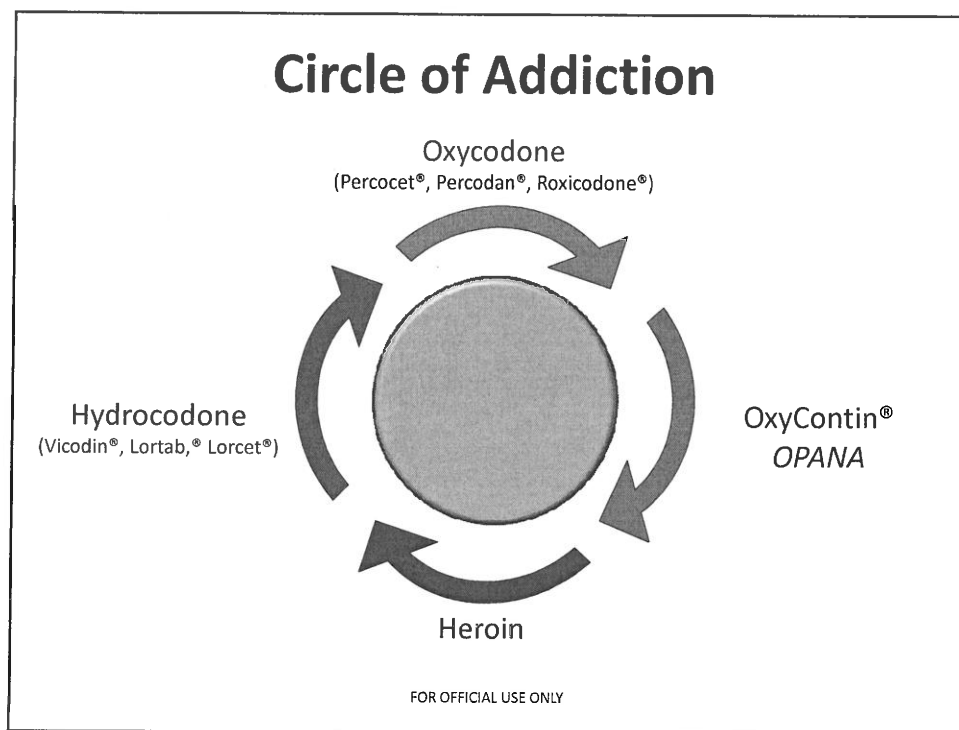 Circle of Addiction
Oxycodone
(Percocet®, Percodan®, Roxicodone®)
Hydrocodone
(Vicodin®, Lortab,® Lorcet®)
OxyContin®
OPANA
Heroin
FOR OFFICIAL USE ONLY